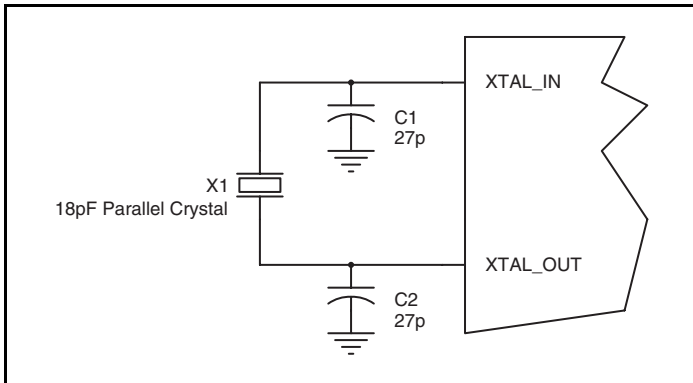 XTAL_IN
C1
27p
X1
18pF Parallel Crystal
XTAL_OUT
C2
27p